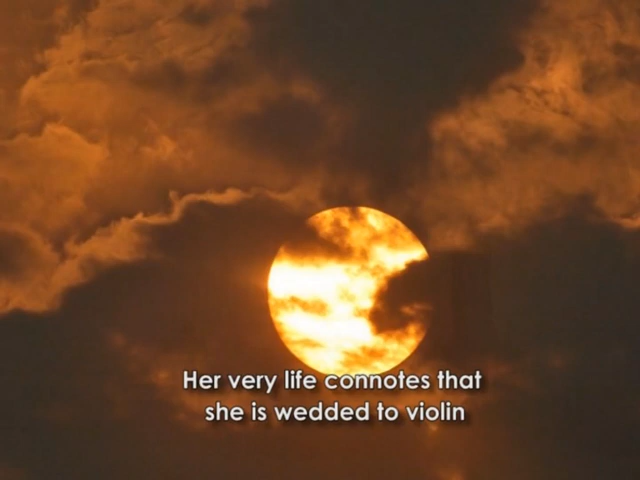 Her very life connotes that
she is wedded to violin